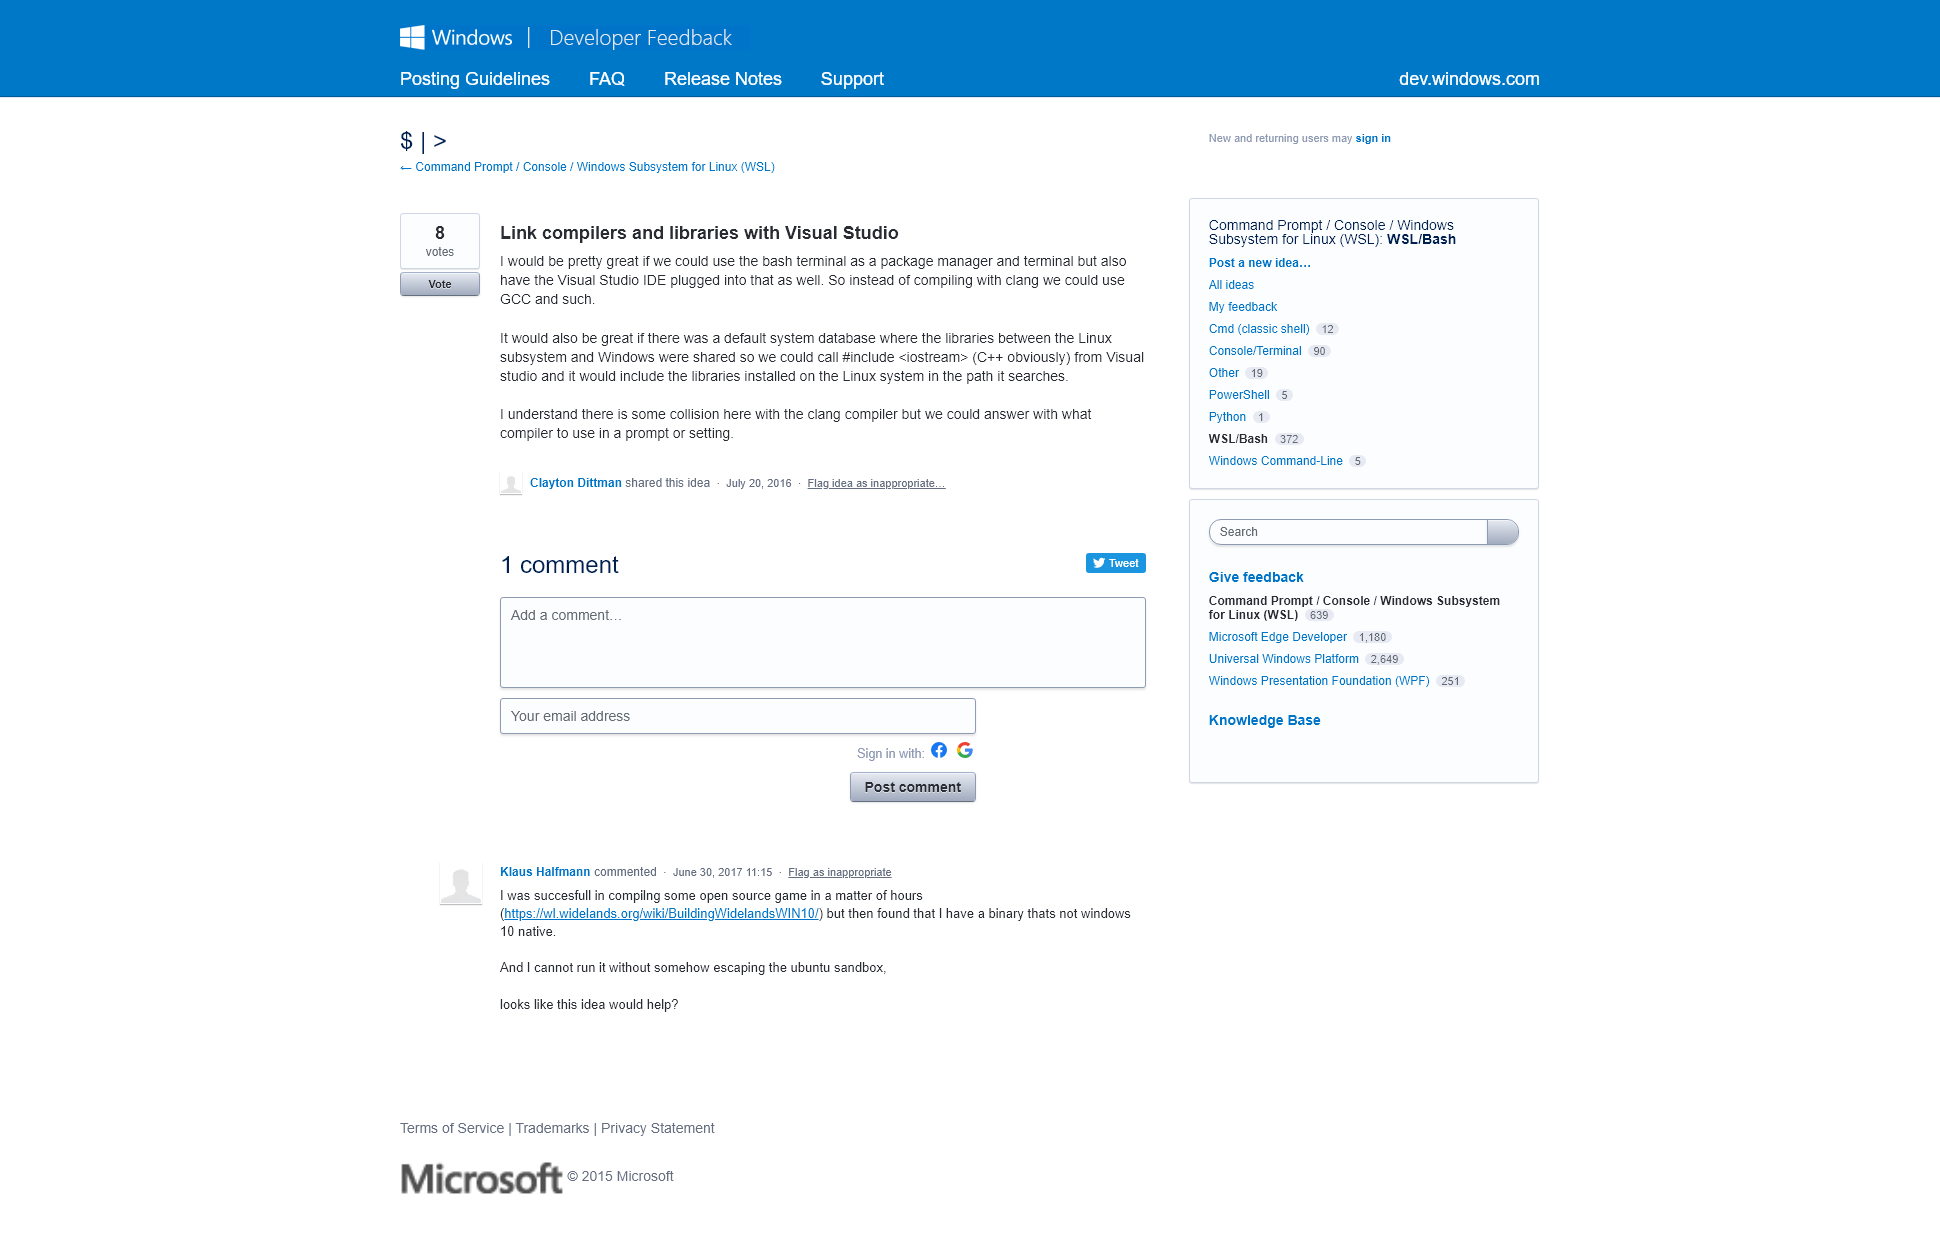 Windows | Developer Feedback
Posting Guidelines FAQ Release Notes Support dev.windows.com
$ | >
← Command Prompt / Console / Windows Subsystem for Linux (WSL)
New and returning users may sign in
8
votes
Vote
Link compilers and libraries with Visual Studio
I would be pretty great if we could use the bash terminal as a package manager and terminal but also
have the Visual Studio IDE plugged into that as well. So instead of compiling with clang we could use
GCC and such.
It would also be great if there was a default system database where the libraries between the Linux
subsystem and Windows were shared so we could call #include <iostream> (C++ obviously) from Visual
studio and it would include the libraries installed on the Linux system in the path it searches.
I understand there is some collision here with the clang compiler but we could answer with what
compiler to use in a prompt or setting.
Clayton Dittman shared this idea · July 20, 2016 · Flag idea as inappropriate…
1 comment
Tweet
Add a comment…
Your email address
Sign in with:
Post comment
Klaus Halfmann commented · June 30, 2017 11:15 · Flag as inappropriate
I was succesfull in compilng some open source game in a matter of hours
(https://wl.widelands.org/wiki/BuildingWidelandsWIN10/) but then found that I have a binary thats not windows
10 native.
And I cannot run it without somehow escaping the ubuntu sandbox,
looks like this idea would help?
Command Prompt / Console / Windows
Subsystem for Linux (WSL): WSL/Bash
Post a new idea…
All ideas
My feedback
Cmd (classic shell) 12
Console/Terminal 90
Other 19
PowerShell 5
Python 1
WSL/Bash 372
Windows Command-Line 5
Search
Give feedback
Command Prompt / Console / Windows Subsystem
for Linux (WSL) 639
Microsoft Edge Developer 1,180
Universal Windows Platform 2,649
Windows Presentation Foundation (WPF) 251
Knowledge Base
Terms of Service | Trademarks | Privacy Statement
Microsoft © 2015 Microsoft